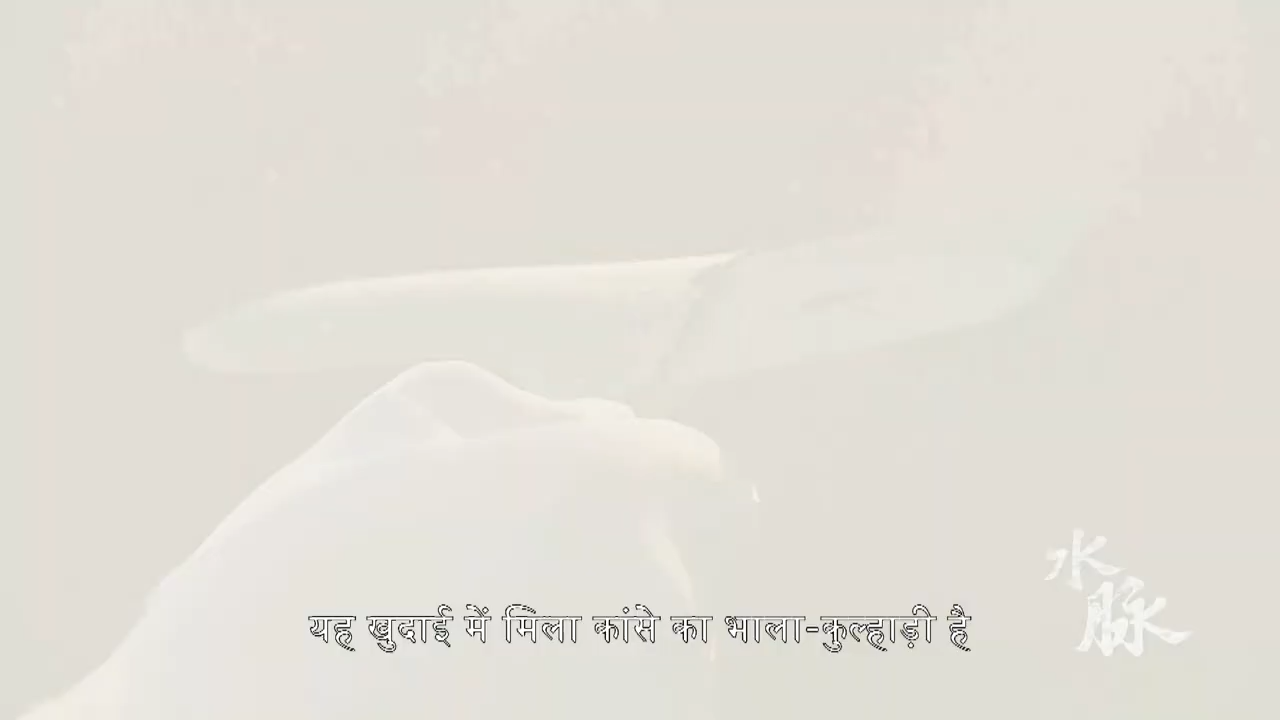 यह खुदाई में मिला कांसे का भाला-कुल्हाड़ी है
水脉